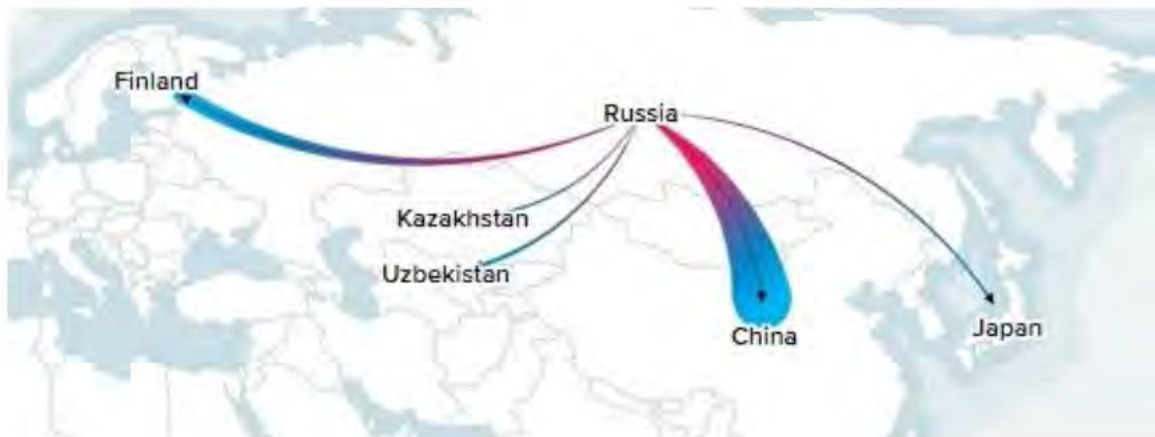 Finland
Russia
Kazakhstan
Uzbekistan
China
Japan